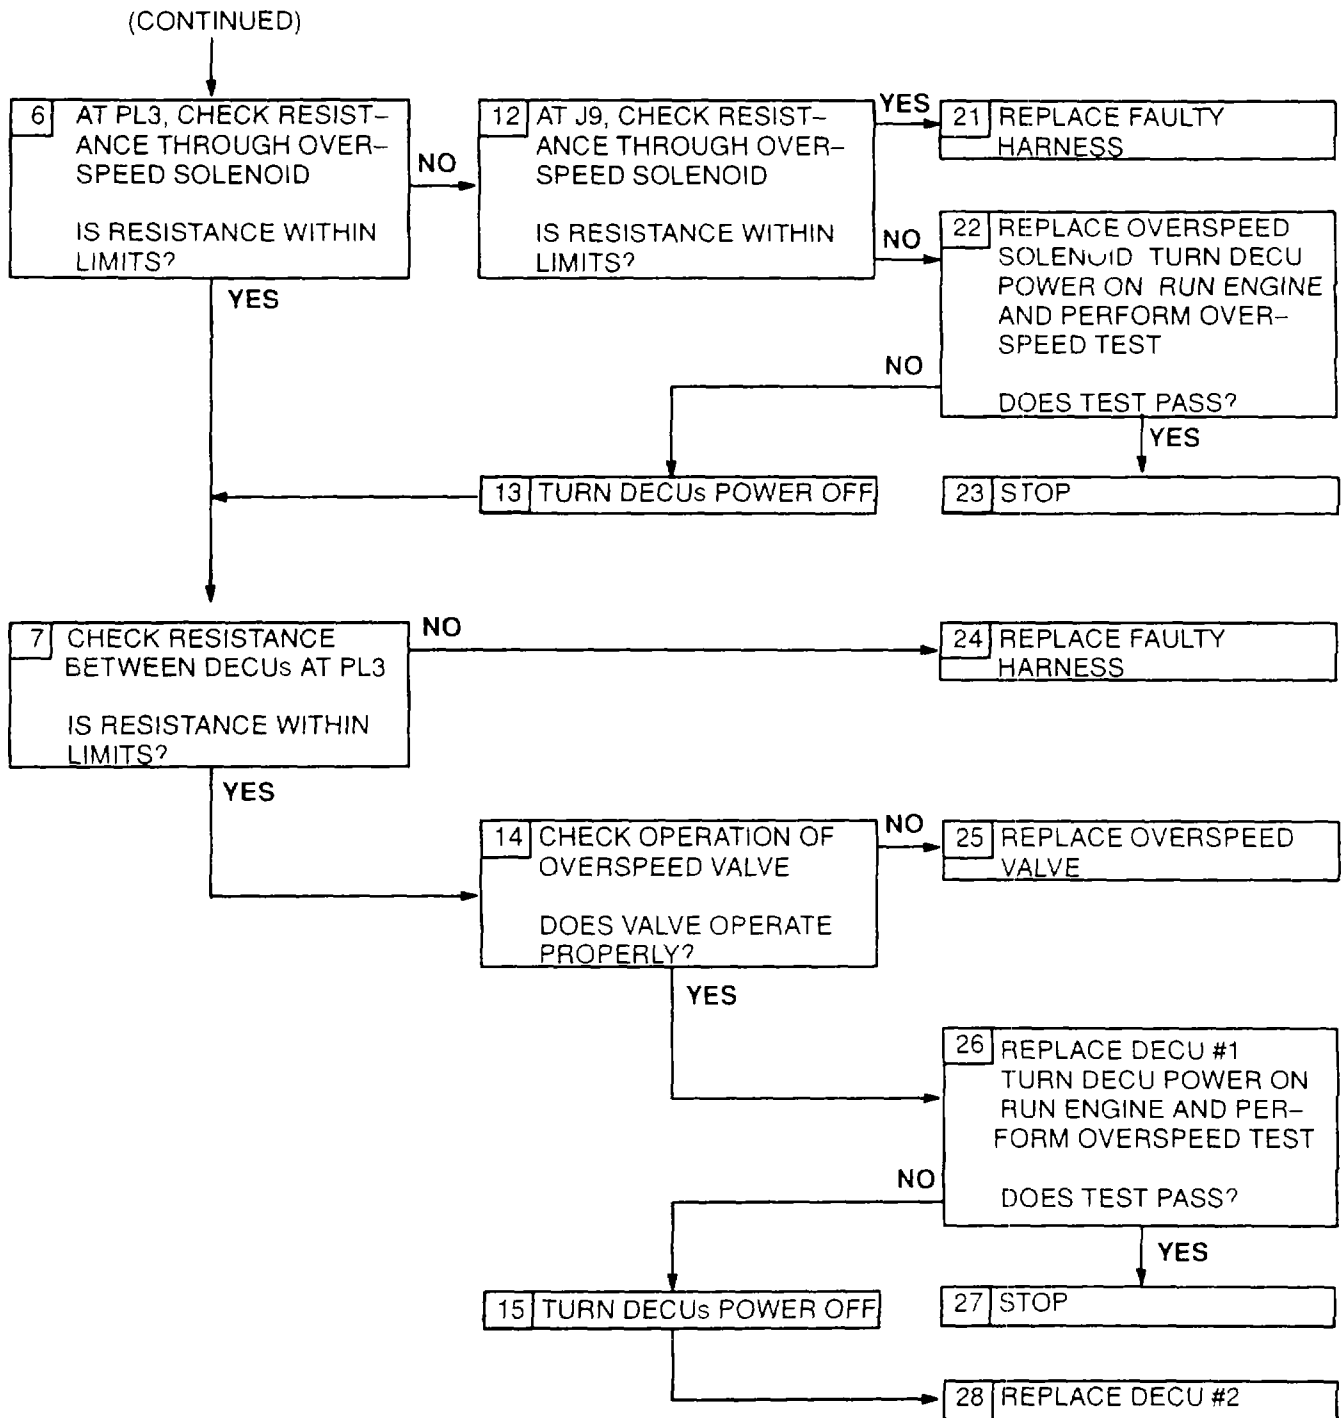 (CONTINUED)
6 AT PL3, CHECK RESIST-
ANCE THROUGH OVER-
SPEED SOLENOID
IS RESISTANCE WITHIN
LIMITS?
NO
YES
12 AT J9, CHECK RESIST-
ANCE THROUGH OVER-
SPEED SOLENOID
IS RESISTANCE WITHIN
LIMITS?
YES
NO
21 REPLACE FAULTY
HARNESS
22 REPLACE OVERSPEED
SOLENOID TURN DECU
POWER ON RUN ENGINE
AND PERFORM OVER-
SPEED TEST
DOES TEST PASS?
NO
YES
13 TURN DECUs POWER OFF
23 STOP
7 CHECK RESISTANCE
BETWEEN DECUs AT PL3
IS RESISTANCE WITHIN
LIMITS?
NO
YES
24 REPLACE FAULTY
HARNESS
14 CHECK OPERATION OF
OVERSPEED VALVE
DOES VALVE OPERATE
PROPERLY?
NO
YES
25 REPLACE OVERSPEED
VALVE
26 REPLACE DECU #1
TURN DECU POWER ON
RUN ENGINE AND PER-
FORM OVERSPEED TEST
DOES TEST PASS?
NO
YES
15 TURN DECUs POWER OFF
27 STOP
28 REPLACE DECU #2